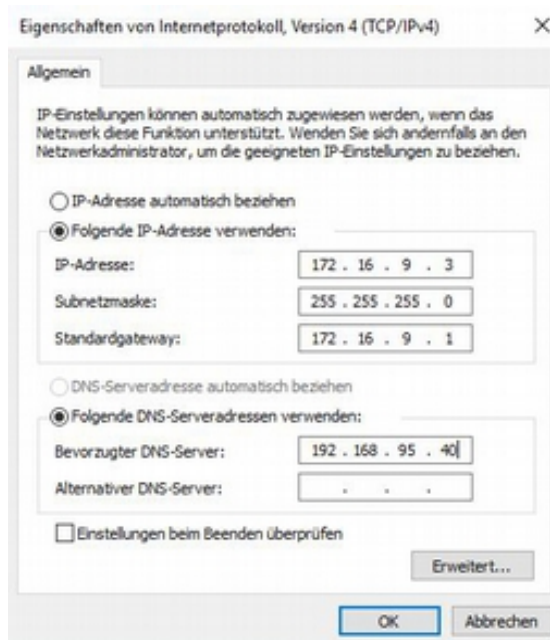 Eigenschaften von Internetprotokoll, Version 4 (TCP/IPv4)
Allgemein
IP-Einstellungen können automatisch zugewiesen werden, wenn das
Netzwerk diese Funktion unterstützt. Wenden Sie sich andernfalls an den
Netzwerkadministrator, um die geeigneten IP-Einstellungen zu beziehen.
IP-Adresse automatisch beziehen
Folgende IP-Adresse verwenden:
IP-Adresse: 172 . 16 . 9 . 3
Subnetzmaske: 255 . 255 . 255 . 0
Standardgateway: 172 . 16 . 9 . 1
DNS-Serveradresse automatisch beziehen
Folgende DNS-Serveradressen verwenden:
Bevorzugter DNS-Server: 192 . 168 . 95 . 40
Alternativer DNS-Server: . . .
Einstellungen beim Beenden überprüfen
Erweitert...
OK Abbrechen